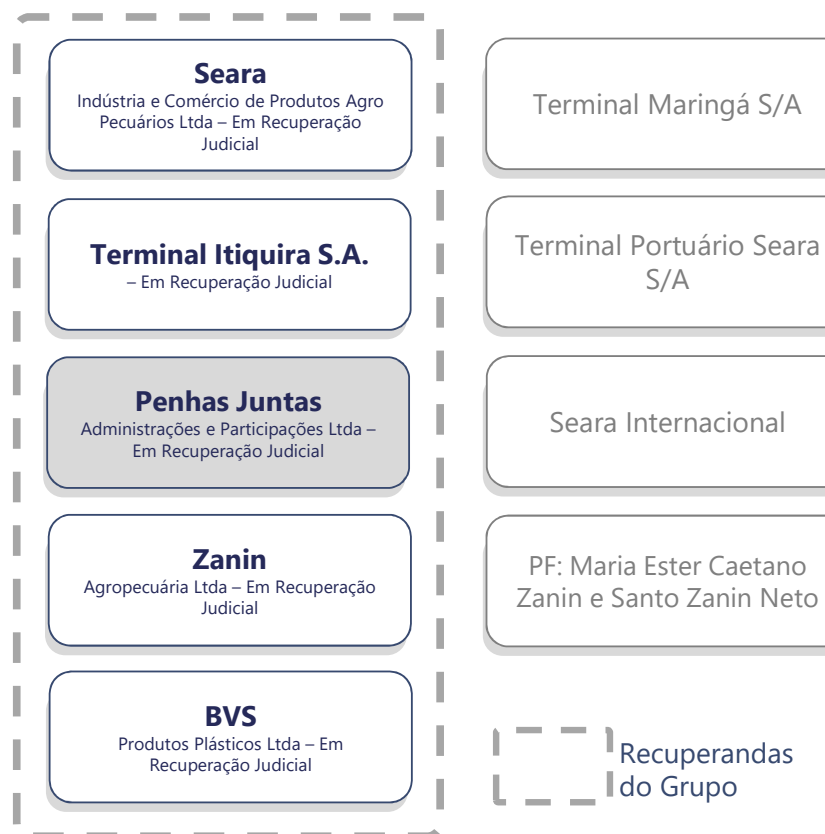 Seara
Indústria e Comércio de Produtos Agro
Pecuários Ltda – Em Recuperação
Judicial
Terminal Itiquira S.A.
– Em Recuperação Judicial
Penhas Juntas
Administrações e Participações Ltda –
Em Recuperação Judicial
Zanin
Agropecuária Ltda – Em Recuperação
Judicial
BVS
Produtos Plásticos Ltda – Em
Recuperação Judicial
Terminal Maringá S/A
Terminal Portuário Seara
S/A
Seara Internacional
PF: Maria Ester Caetano
Zanin e Santo Zanin Neto
Recuperandas
do Grupo